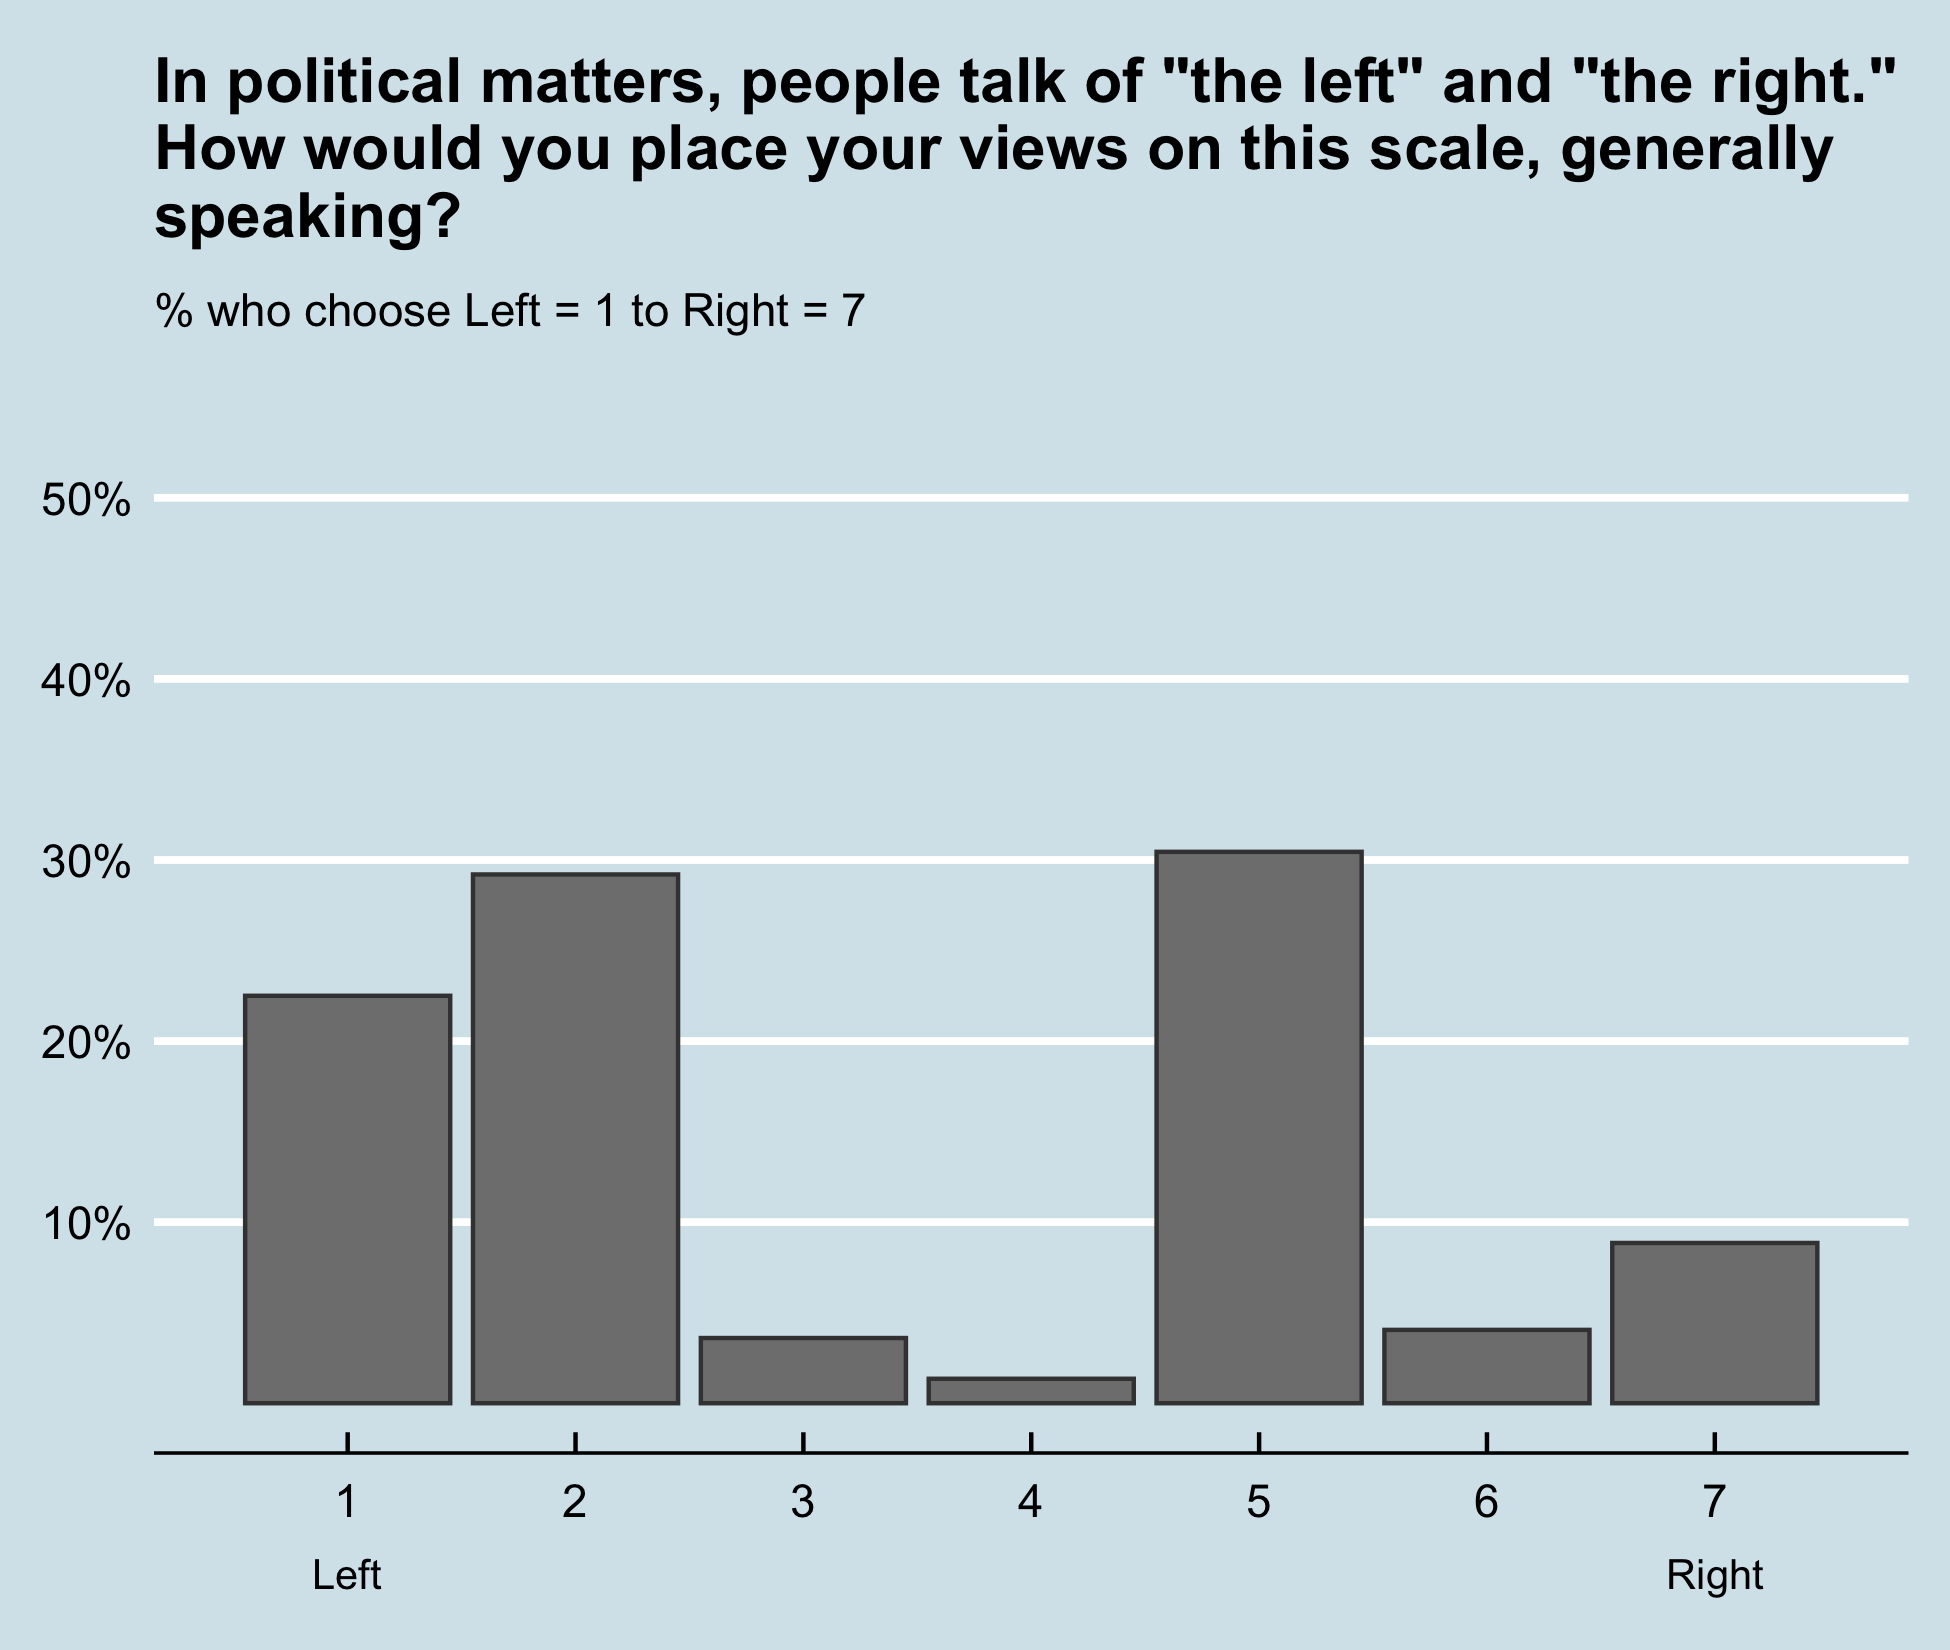 In political matters, people talk of "the left" and "the right."
How would you place your views on this scale, generally
speaking?
% who choose Left = 1 to Right = 7
50%
40%
30%
20%
10%
1 2 3 4 5 6 7
Left Right